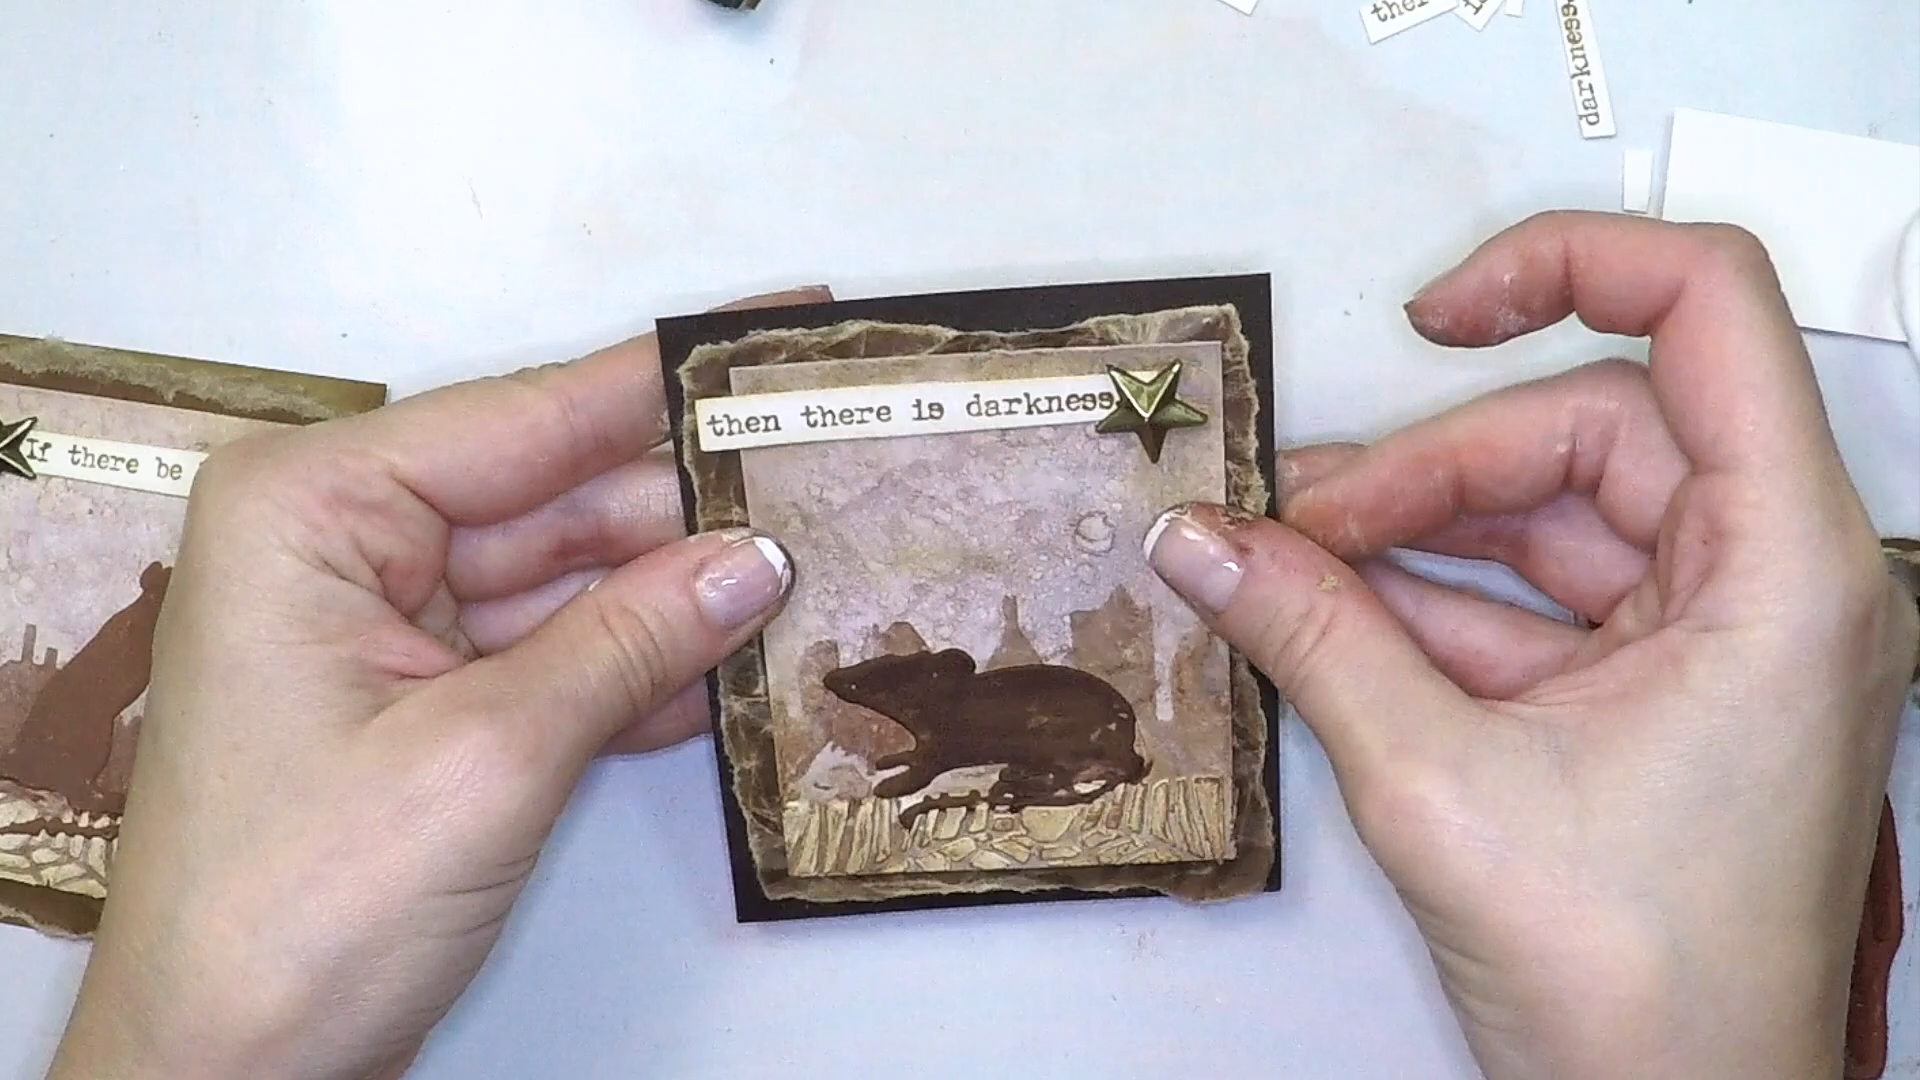 If there be
then there is darkness
darkness.